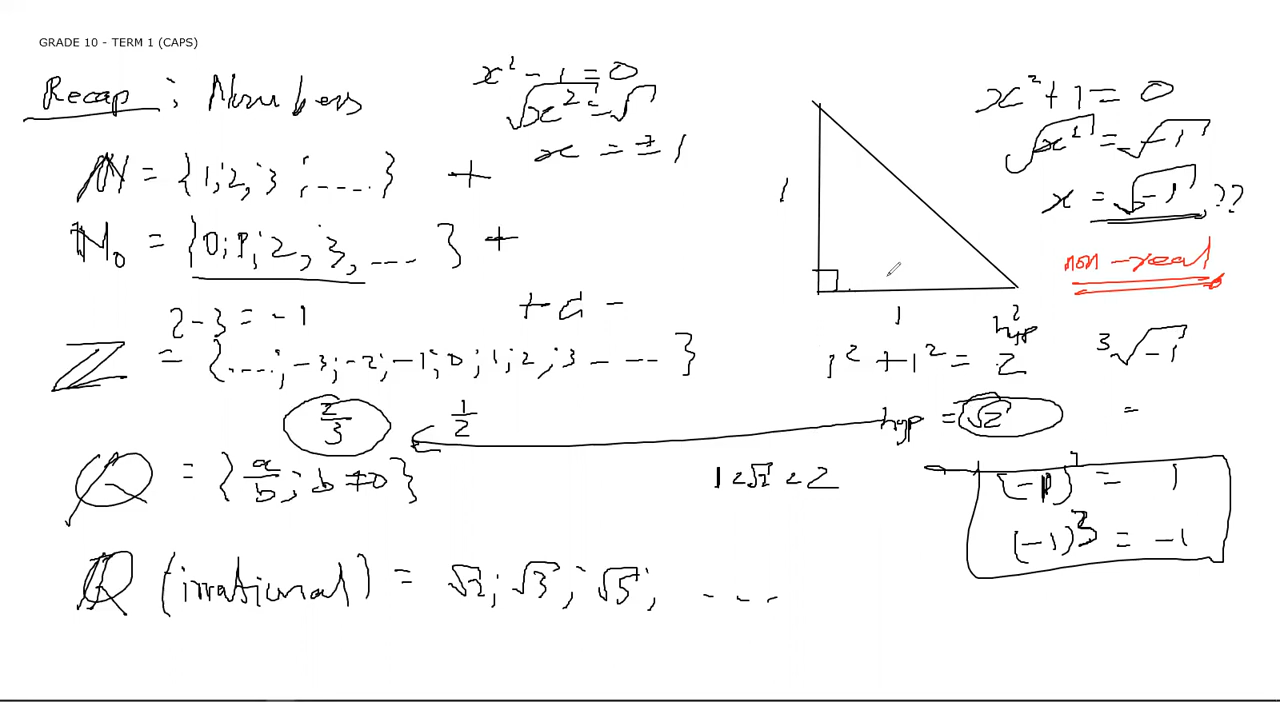 GRADE 10 - TERM 1 (CAPS)
Recap : Numbers
ℕ = {1; 2; 3 ; ....}
+
ℕ₀ = {0; 1; 2; 3; ....}
+
2 - 3 = -1
+ & -
ℤ = {....; -3; -2; -1; 0; 1; 2; 3 ....}
2/3
1/2
ℚ = {a/b ; b ≠ 0}
(irrational) = √2; √3; √5; ....
x² - 1 = 0
√x² = √1
x = ±1
1
1
hyp²
1² + 1² = 2
hyp = √2
1 < √2 < 2
x² + 1 = 0
√x² = √-1
x = √-1 ??
non-real
³√-1
=
(-1)² = 1
(-1)³ = -1